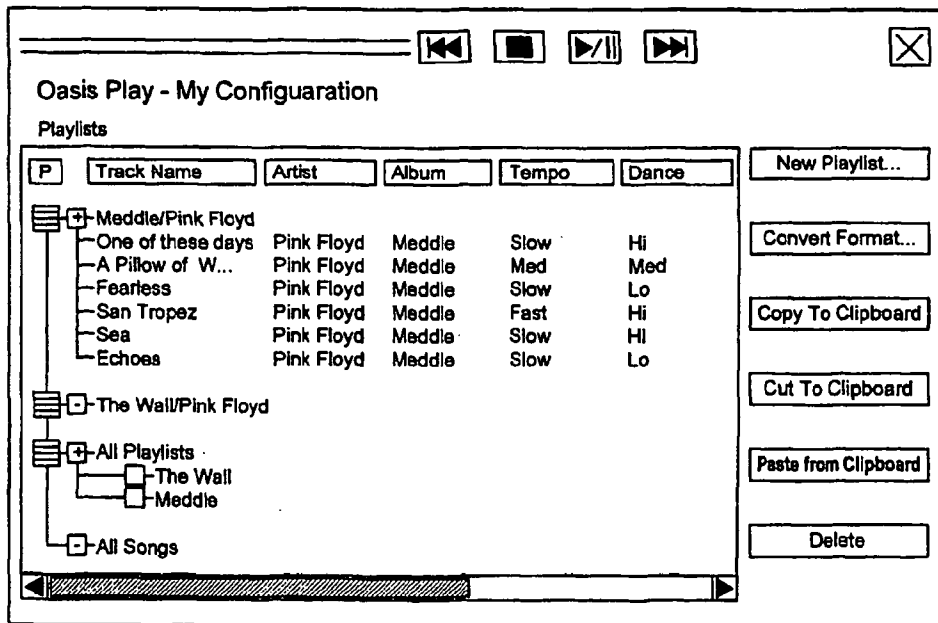 Oasis Play - My Configuaration
Playlists
P Track Name Artist Album Tempo Dance
Meddle/Pink Floyd
One of these days Pink Floyd Meddle Slow Hi
A Pillow of W... Pink Floyd Meddle Med Med
Fearless Pink Floyd Meddle Slow Lo
San Tropez Pink Floyd Meddle Fast Hi
Sea Pink Floyd Meddle Slow Hi
Echoes Pink Floyd Meddle Slow Lo
The Wall/Pink Floyd
All Playlists
The Wall
Meddle
All Songs
New Playlist...
Convert Format...
Copy To Clipboard
Cut To Clipboard
Paste from Clipboard
Delete